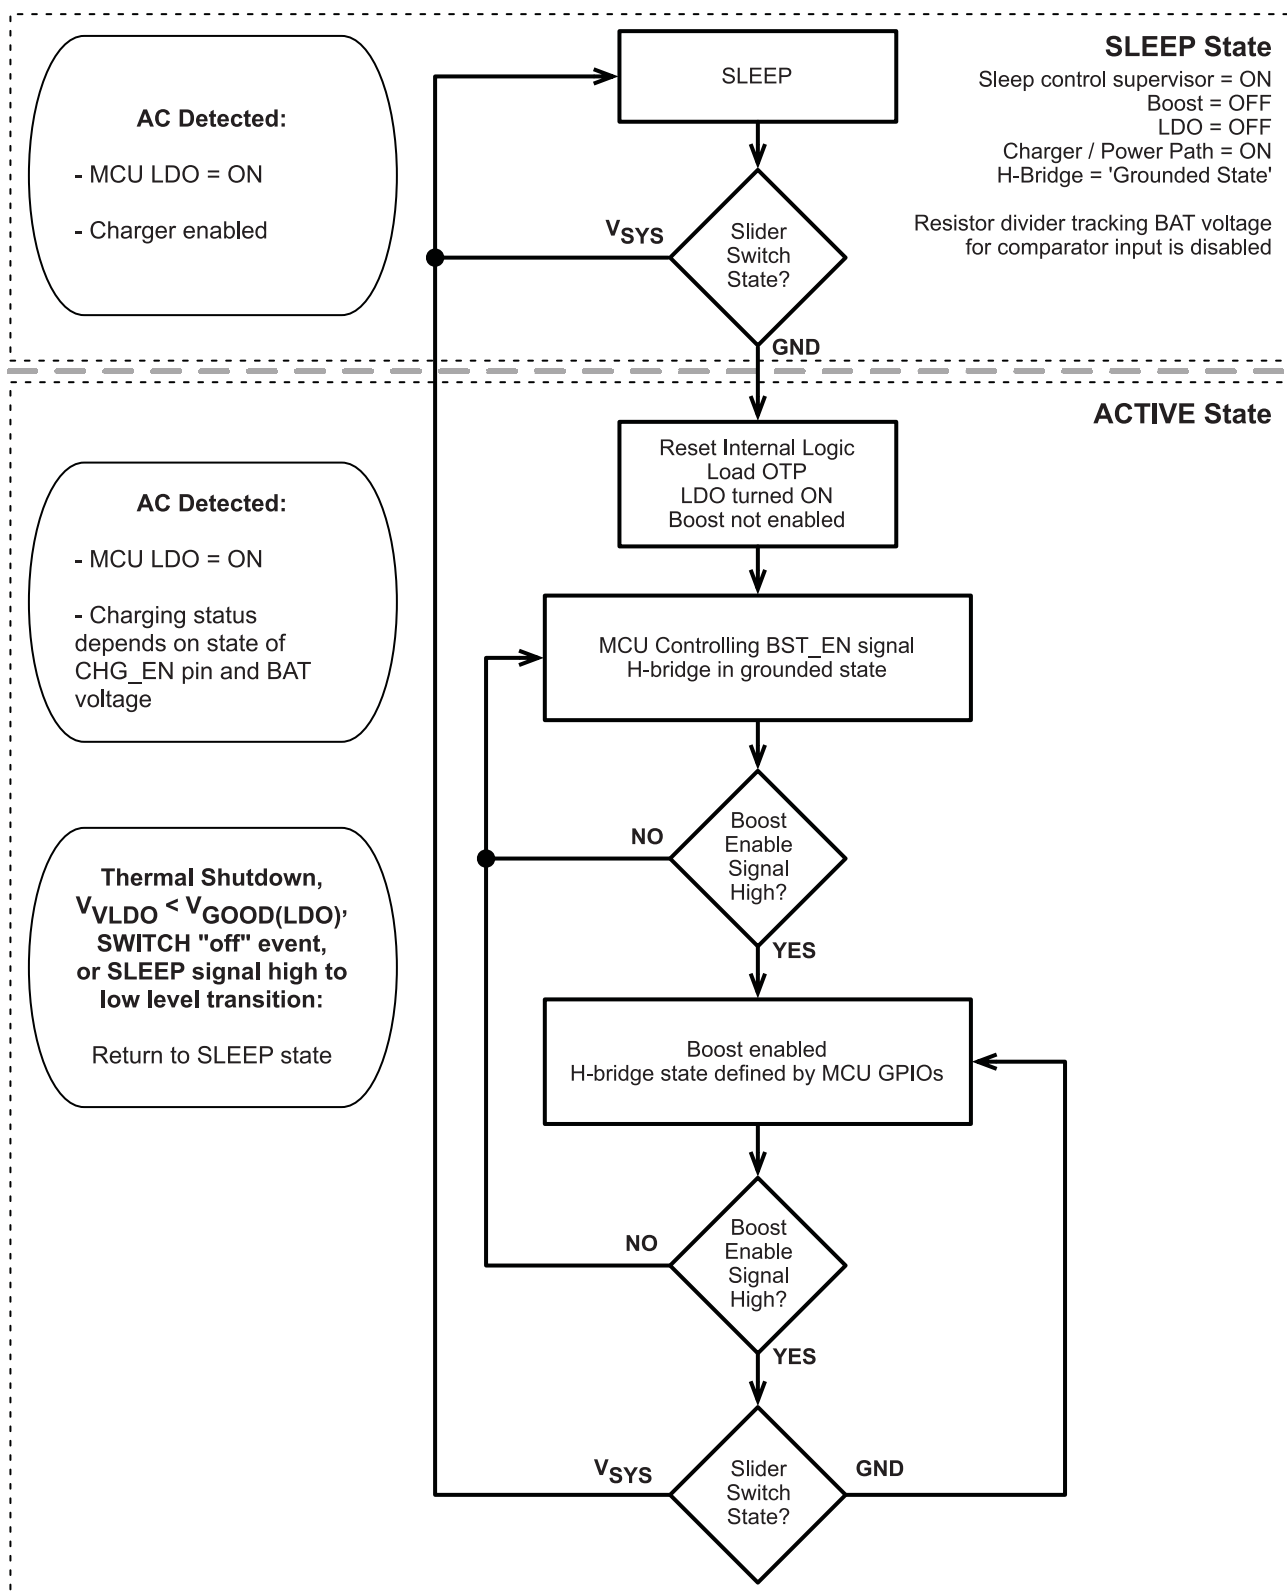 SLEEP State
Sleep control supervisor = ON
Boost = OFF
LDO = OFF
Charger / Power Path = ON
H-Bridge = 'Grounded State'
Resistor divider tracking BAT voltage
for comparator input is disabled
AC Detected:
- MCU LDO = ON
- Charger enabled
SLEEP
VSYS
Slider
Switch
State?
GND
ACTIVE State
Reset Internal Logic
Load OTP
LDO turned ON
Boost not enabled
AC Detected:
- MCU LDO = ON
- Charging status
depends on state of
CHG_EN pin and BAT
voltage
MCU Controlling BST_EN signal
H-bridge in grounded state
NO
Boost
Enable
Signal
High?
YES
Thermal Shutdown,
VVLDO < VGOOD(LDO),
SWITCH "off" event,
or SLEEP signal high to
low level transition:
Return to SLEEP state
Boost enabled
H-bridge state defined by MCU GPIOs
NO
Boost
Enable
Signal
High?
YES
VSYS
Slider
Switch
State?
GND